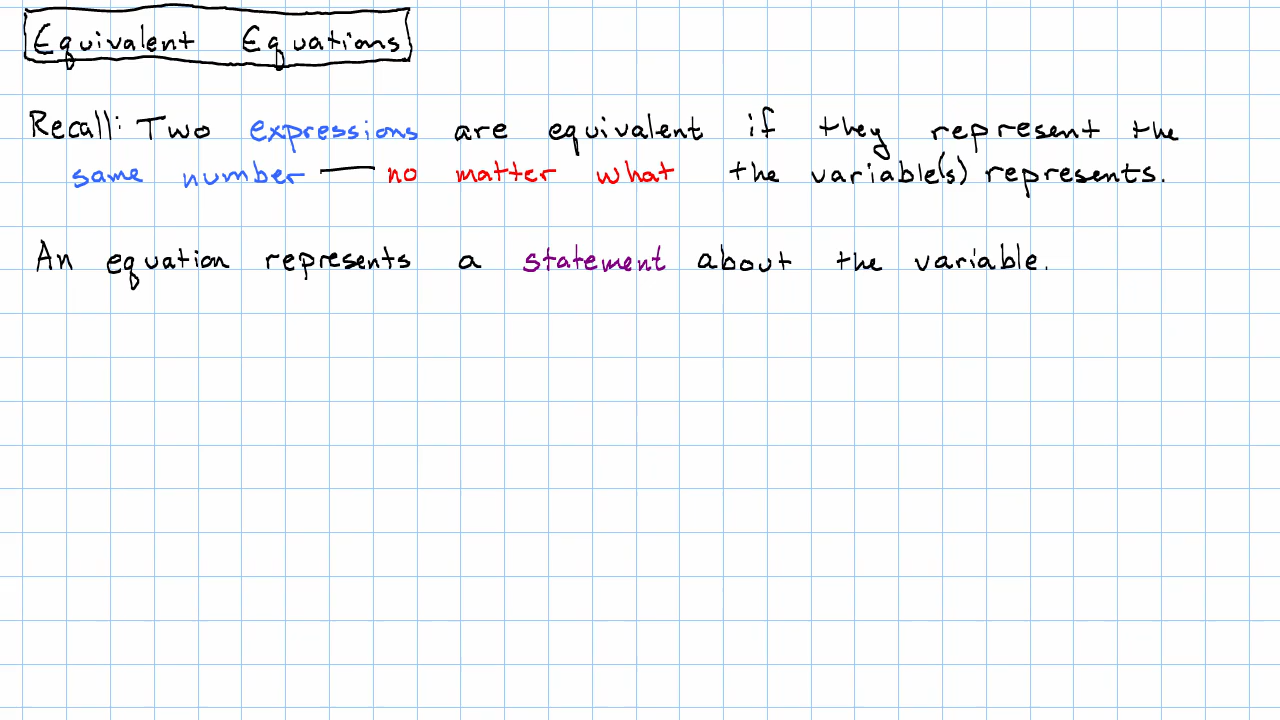 Equivalent Equations
Recall: Two expressions are equivalent if they represent the
same number — no matter what the variable(s) represents.
An equation represents a statement about the variable.